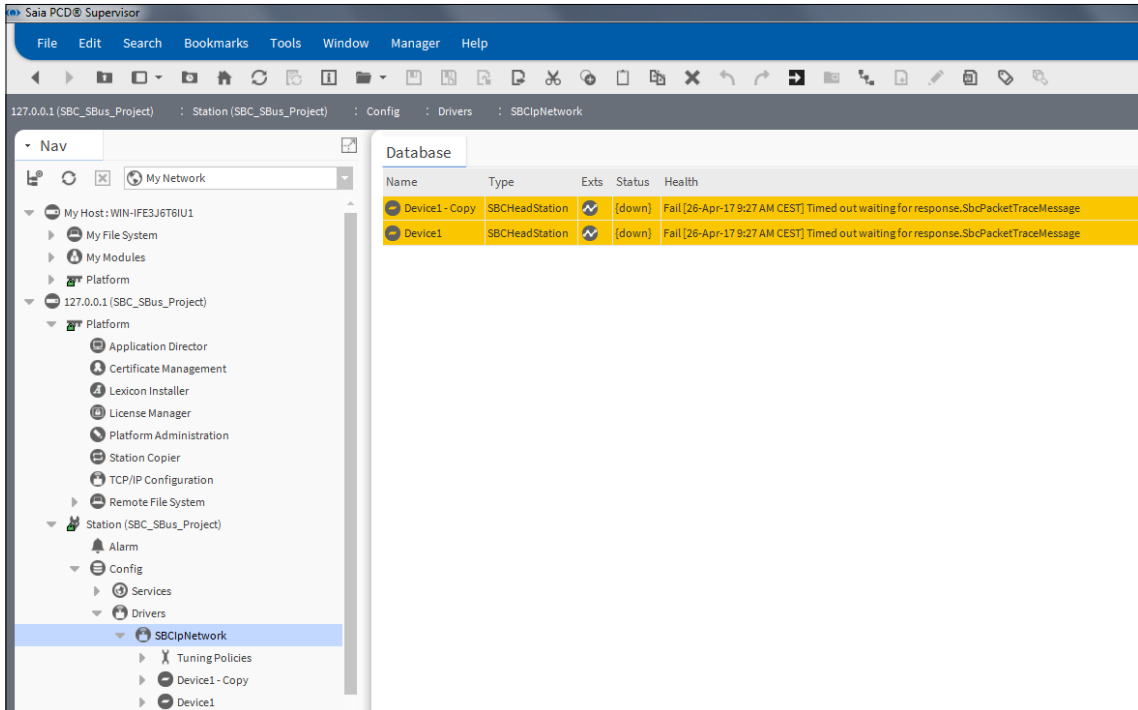 Saia PCD® Supervisor
File Edit Search Bookmarks Tools Window Manager Help
127.0.0.1 (SBC_SBus_Project) : Station (SBC_SBus_Project) : Config : Drivers : SBCIpNetwork
Nav
My Network
My Host : WIN-IFE3J6T6IU1
My File System
My Modules
Platform
127.0.0.1 (SBC_SBus_Project)
Platform
Application Director
Certificate Management
Lexicon Installer
License Manager
Platform Administration
Station Copier
TCP/IP Configuration
Remote File System
Station (SBC_SBus_Project)
Alarm
Config
Services
Drivers
SBCIpNetwork
Tuning Policies
Device1 - Copy
Device1
Database
Name Type Exts Status Health
Device1 - Copy SBCHeadStation {down} Fail [26-Apr-17 9:27 AM CEST] Timed out waiting for response.SbcPacketTraceMessage
Device1 SBCHeadStation {down} Fail [26-Apr-17 9:27 AM CEST] Timed out waiting for response.SbcPacketTraceMessage